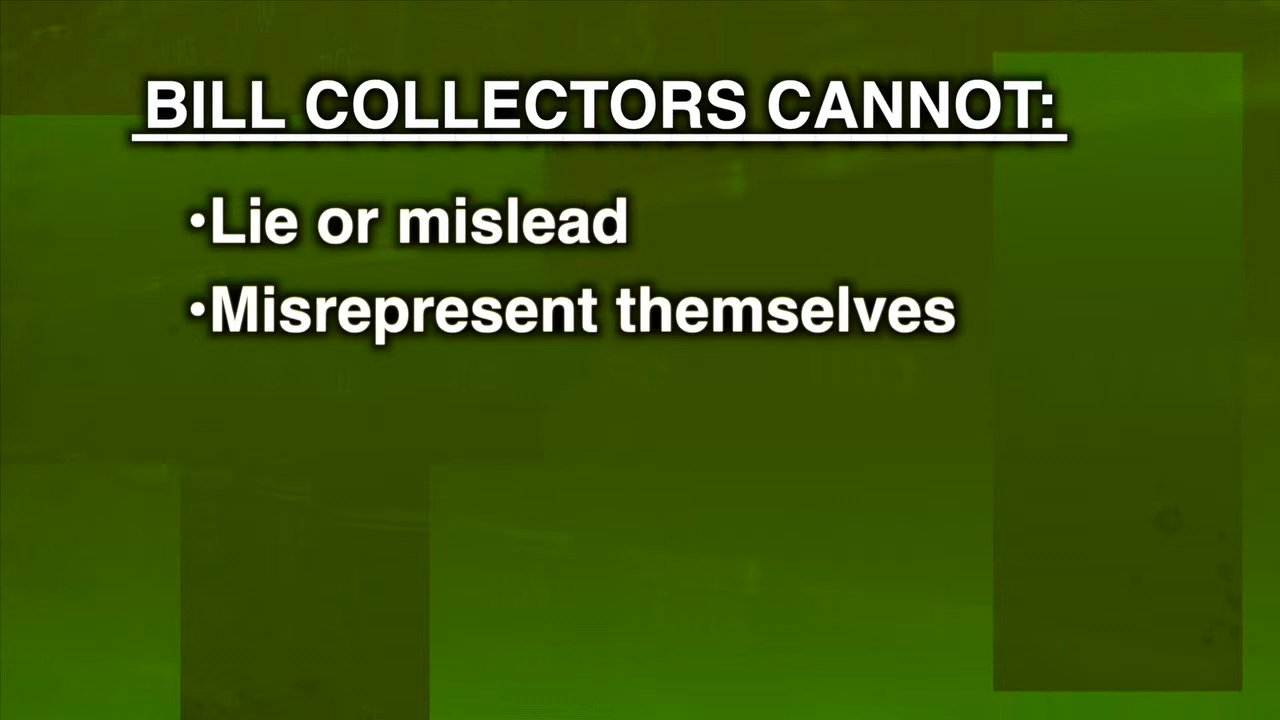 BILL COLLECTORS CANNOT:
•Lie or mislead
•Misrepresent themselves